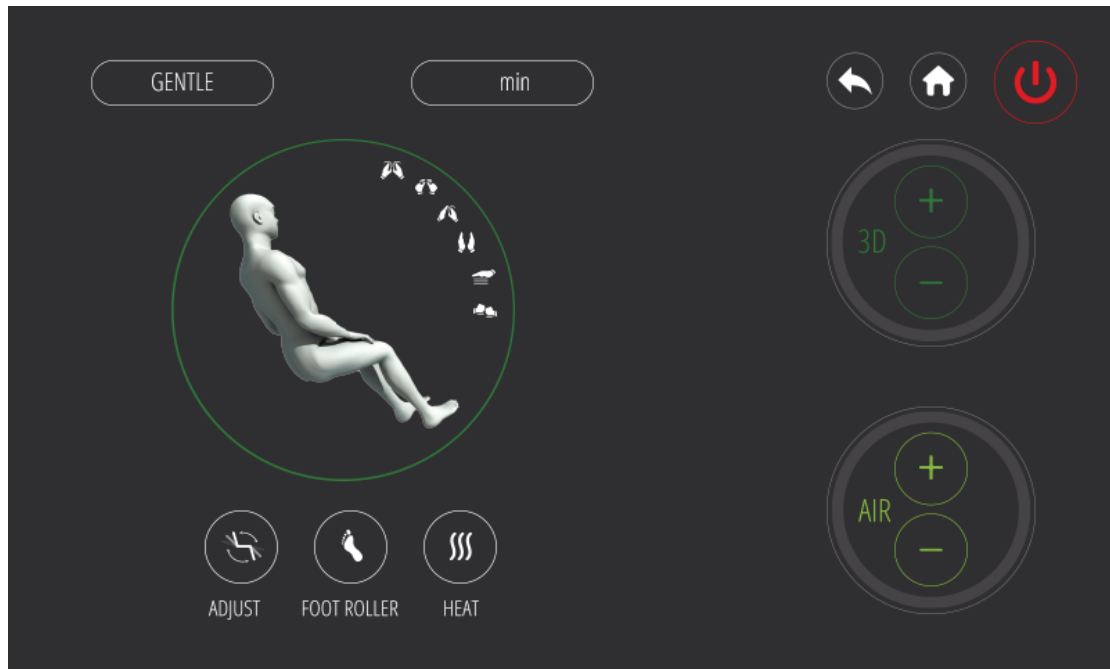 GENTLE
min
3D
+
−
AIR
+
−
ADJUST
FOOT ROLLER
HEAT